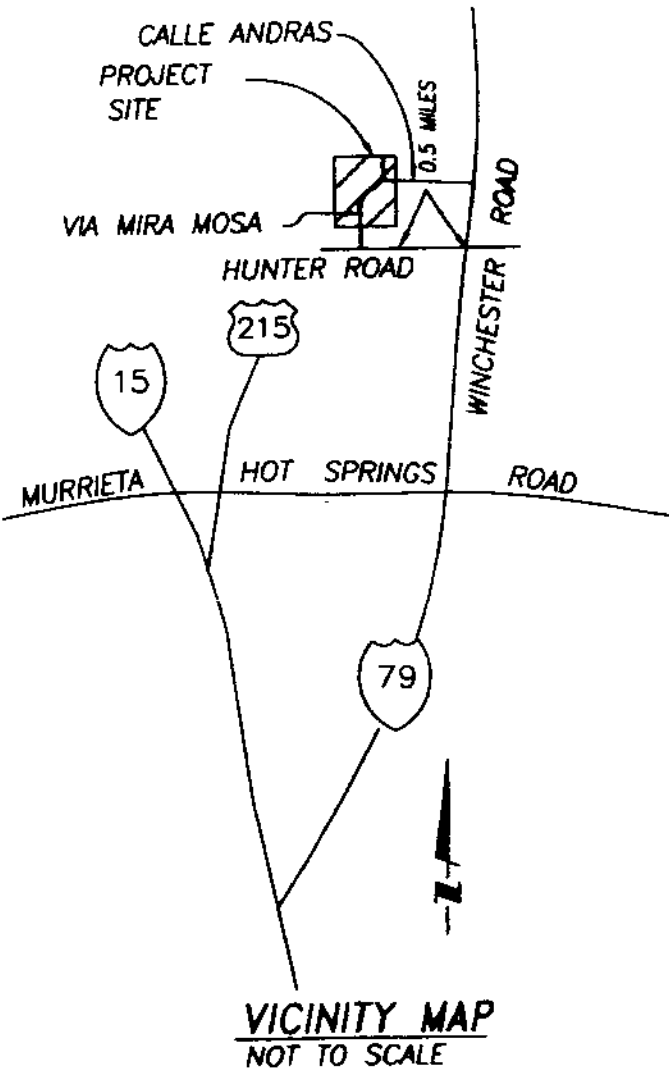 CALLE ANDRAS
PROJECT
SITE
0.5 MILES
ROAD
VIA MIRA MOSA
HUNTER ROAD
WINCHESTER
215
15
MURRIETA HOT SPRINGS ROAD
79
N
VICINITY MAP
NOT TO SCALE